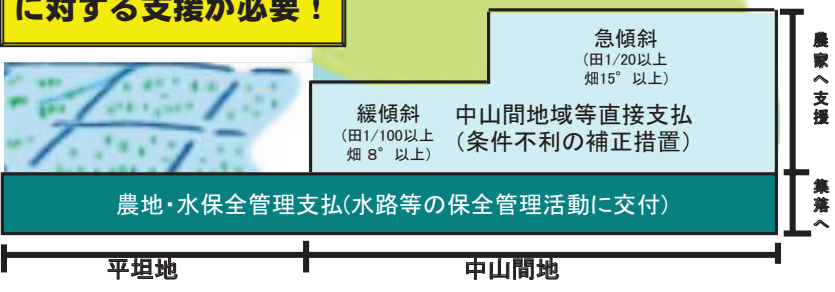 に対する支援が必要！
急傾斜
(田1/20以上
畑15°以上)
緩傾斜
(田1/100以上
畑 8°以上)
中山間地域等直接支払
(条件不利の補正措置)
農家へ支援
農地・水保全管理支払(水路等の保全管理活動に交付)
集落へ
平坦地
中山間地